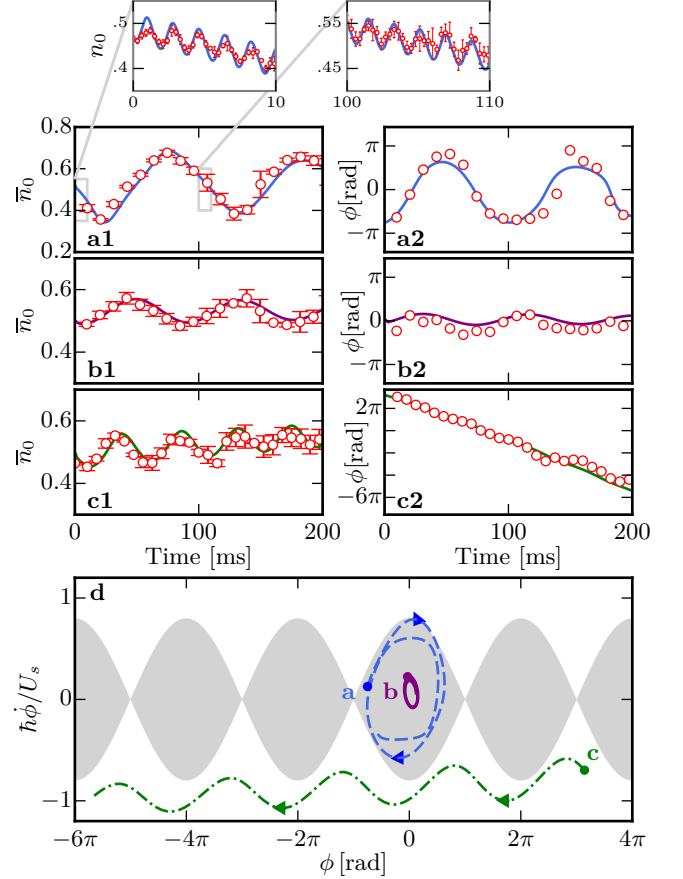 n₀
.5
.4
0
10
.55
.45
100
110
n̅₀
0.8
0.6
0.4
0.2
a1
ϕ[rad]
π
0
−π
a2
n̅₀
0.6
0.4
b1
ϕ[rad]
π
0
−π
b2
n̅₀
0.6
0.4
c1
0
100
200
Time [ms]
ϕ[rad]
2π
−6π
c2
0
100
200
Time [ms]
d
ℏϕ̇/Uₛ
1
0
−1
a
b
c
−6π
−4π
−2π
0
2π
4π
ϕ [rad]